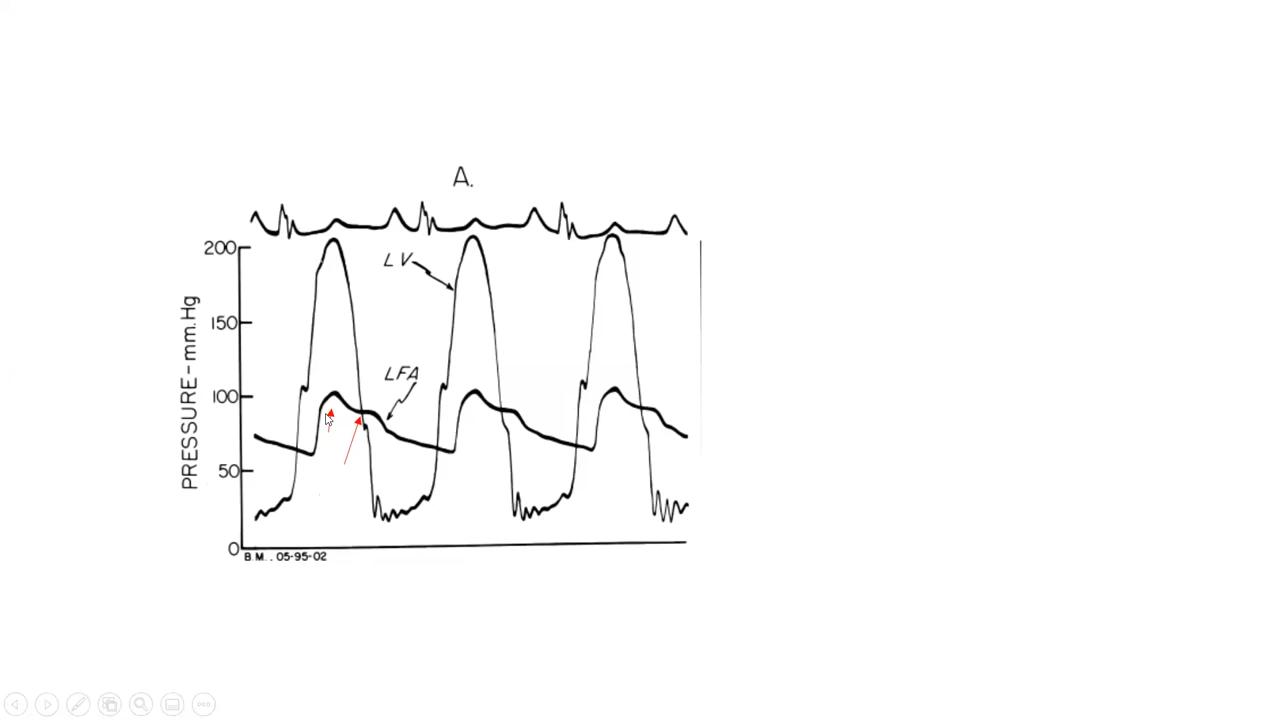 A.
200
LV
150
LFA
100
50
0
PRESSURE-mm.Hg
B.M., 05-95-02